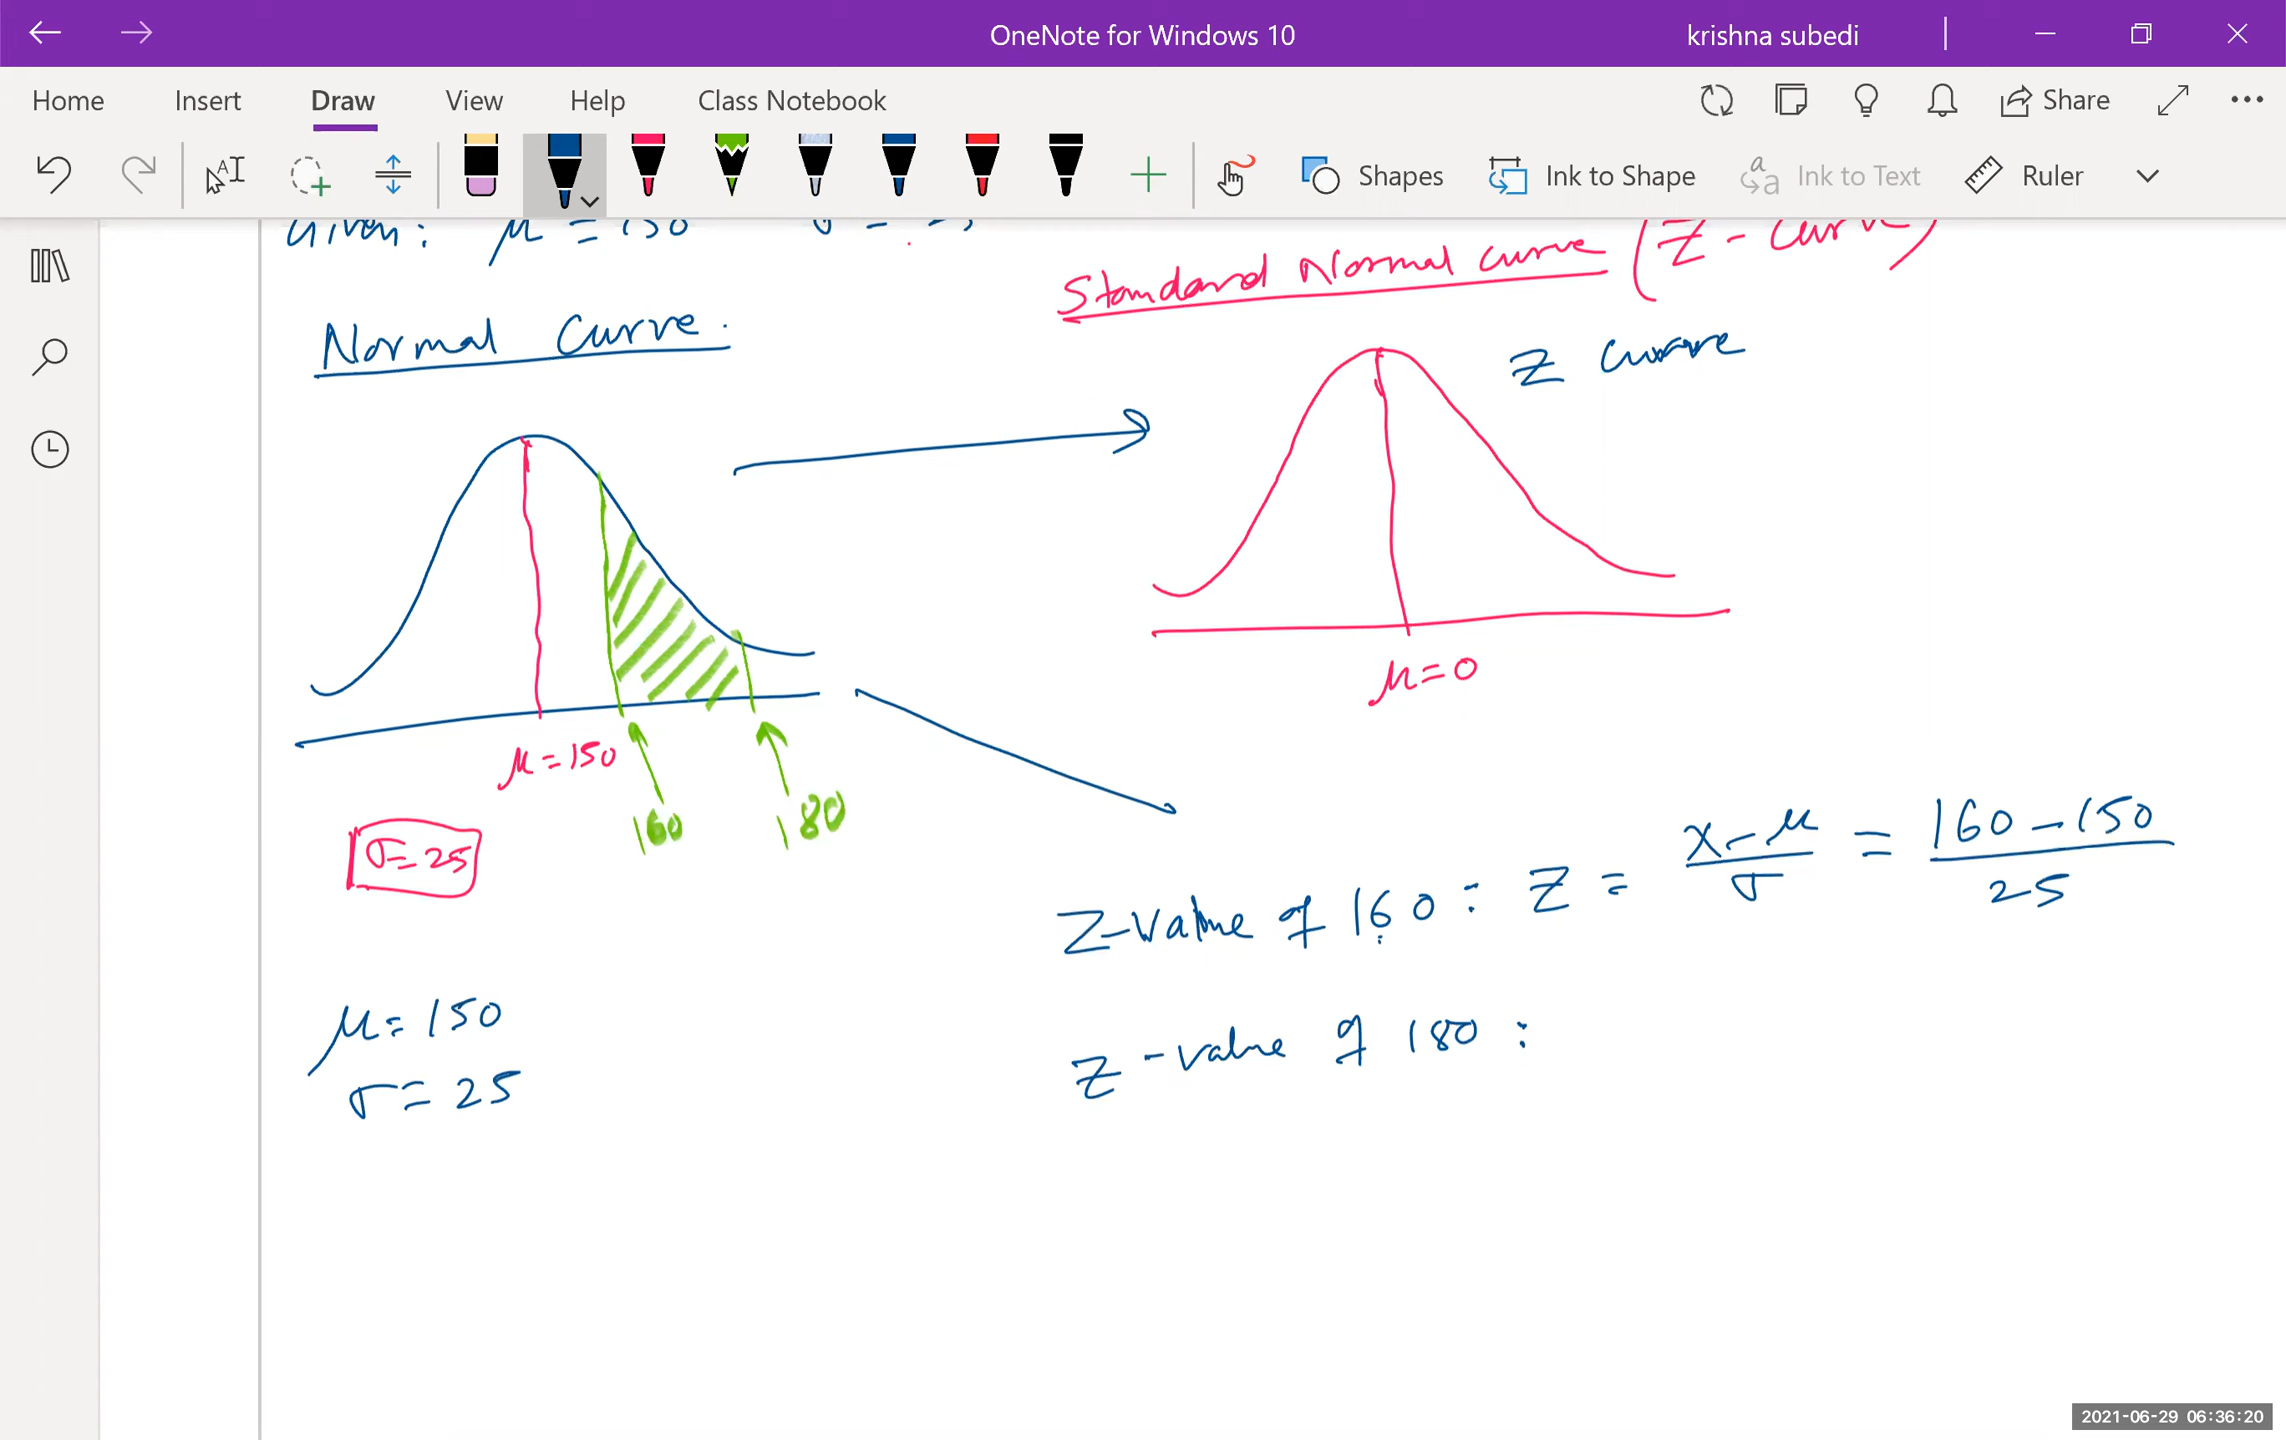 OneNote for Windows 10
krishna subedi
Home Insert Draw View Help Class Notebook
Share
Shapes Ink to Shape Ink to Text Ruler
Given: μ = 150 σ =
Standard Normal Curve (Z - Curve)
Normal Curve.
Z curve
μ = 150
160
180
σ = 25
μ = 0
Z-Value of 160 : Z = x - μ / σ = 160 - 150 / 25
μ = 150
σ = 25
Z - value of 180 :
2021-06-29 06:36:20